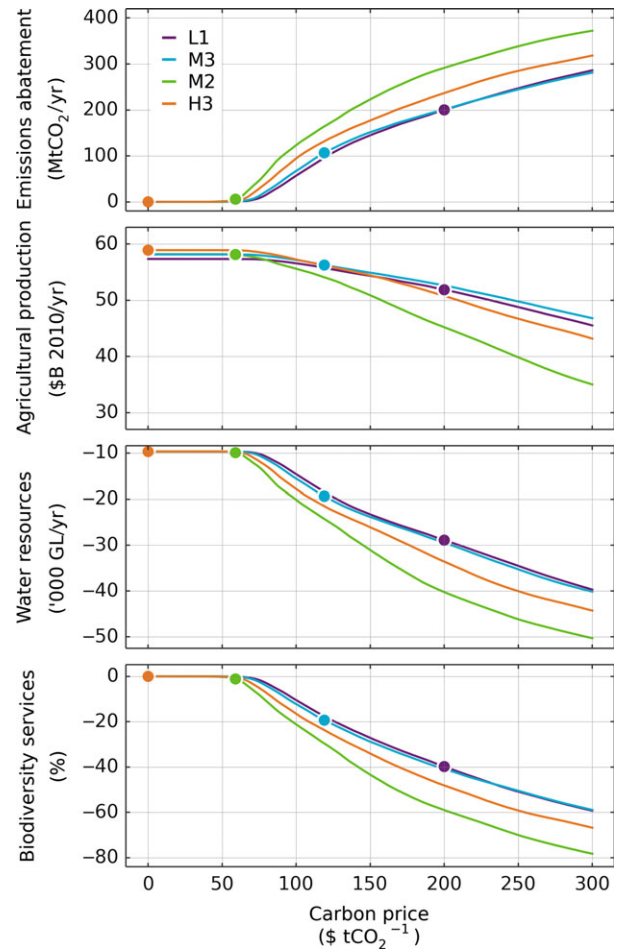 Emissions abatement
(MtCO₂/yr)
400
300
200
100
0
L1
M3
M2
H3
Agricultural production
($B 2010/yr)
60
50
40
30
Water resources
('000 GL/yr)
−10
−20
−30
−40
−50
Biodiversity services
(%)
0
−20
−40
−60
−80
0 50 100 150 200 250 300
Carbon price
($ tCO₂⁻¹)